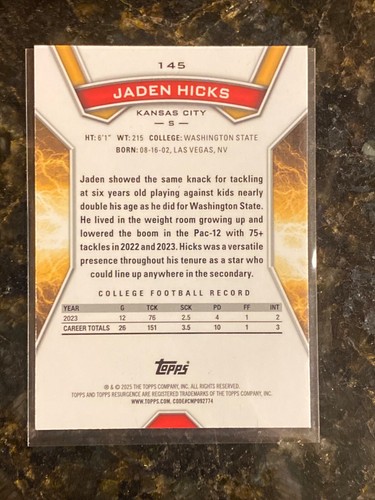 145
JADEN HICKS
KANSAS CITY
— S —
HT: 6'1" WT: 215 COLLEGE: WASHINGTON STATE
BORN: 08-16-02, LAS VEGAS, NV
Jaden showed the same knack for tackling
at six years old playing against kids nearly
double his age as he did for Washington State.
He lived in the weight room growing up and
lowered the boom in the Pac-12 with 75+
tackles in 2022 and 2023. Hicks was a versatile
presence throughout his tenure as a star who
could line up anywhere in the secondary.
COLLEGE FOOTBALL RECORD
YEAR G TCK SCK PD FF INT
2023 12 76 2.5 4 1 2
CAREER TOTALS 26 151 3.5 10 1 3
Topps
® & © 2025 THE TOPPS COMPANY, INC. ALL RIGHTS RESERVED.
TOPPS AND TOPPS RESURGENCE ARE REGISTERED TRADEMARKS OF THE TOPPS COMPANY, INC.
WWW.TOPPS.COM, CODE#CMP092774